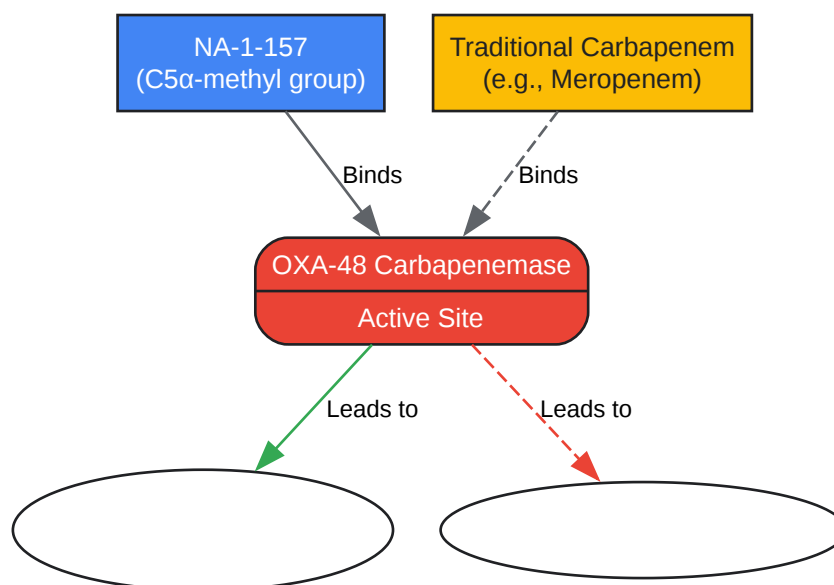 NA-1-157
(C5α-methyl group)
Traditional Carbapenem
(e.g., Meropenem)
Binds
Binds
OXA-48 Carbapenemase
Active Site
Leads to
Leads to